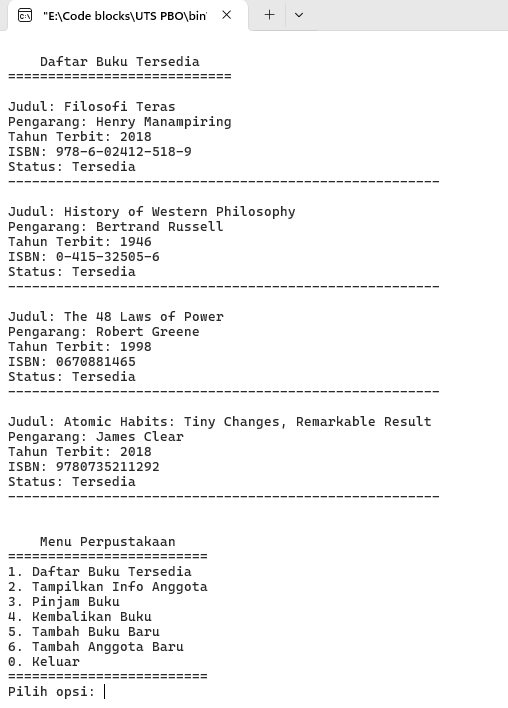 "E:\Code blocks\UTS PBO\bin\
Daftar Buku Tersedia
============================
Judul: Filosofi Teras
Pengarang: Henry Manampiring
Tahun Terbit: 2018
ISBN: 978-6-02412-518-9
Status: Tersedia
------------------------------------------------------
Judul: History of Western Philosophy
Pengarang: Bertrand Russell
Tahun Terbit: 1946
ISBN: 0-415-32505-6
Status: Tersedia
------------------------------------------------------
Judul: The 48 Laws of Power
Pengarang: Robert Greene
Tahun Terbit: 1998
ISBN: 0670881465
Status: Tersedia
------------------------------------------------------
Judul: Atomic Habits: Tiny Changes, Remarkable Result
Pengarang: James Clear
Tahun Terbit: 2018
ISBN: 9780735211292
Status: Tersedia
------------------------------------------------------
Menu Perpustakaan
=========================
1. Daftar Buku Tersedia
2. Tampilkan Info Anggota
3. Pinjam Buku
4. Kembalikan Buku
5. Tambah Buku Baru
6. Tambah Anggota Baru
0. Keluar
=========================
Pilih opsi: